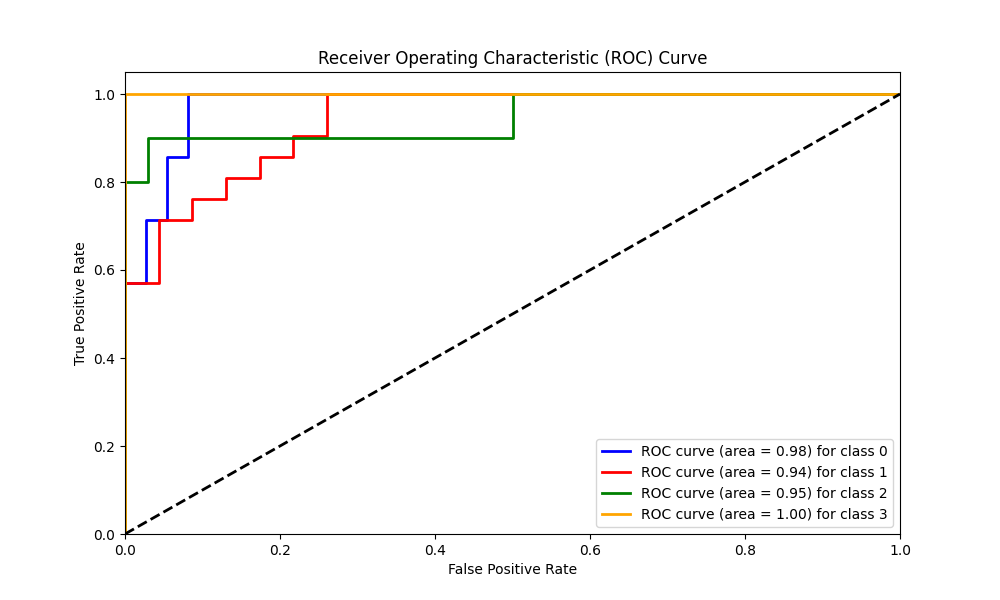 Receiver Operating Characteristic (ROC) Curve
True Positive Rate
1.0
0.8
0.6
0.4
0.2
0.0
ROC curve (area = 0.98) for class 0
ROC curve (area = 0.94) for class 1
ROC curve (area = 0.95) for class 2
ROC curve (area = 1.00) for class 3
0.0 0.2 0.4 0.6 0.8 1.0
False Positive Rate